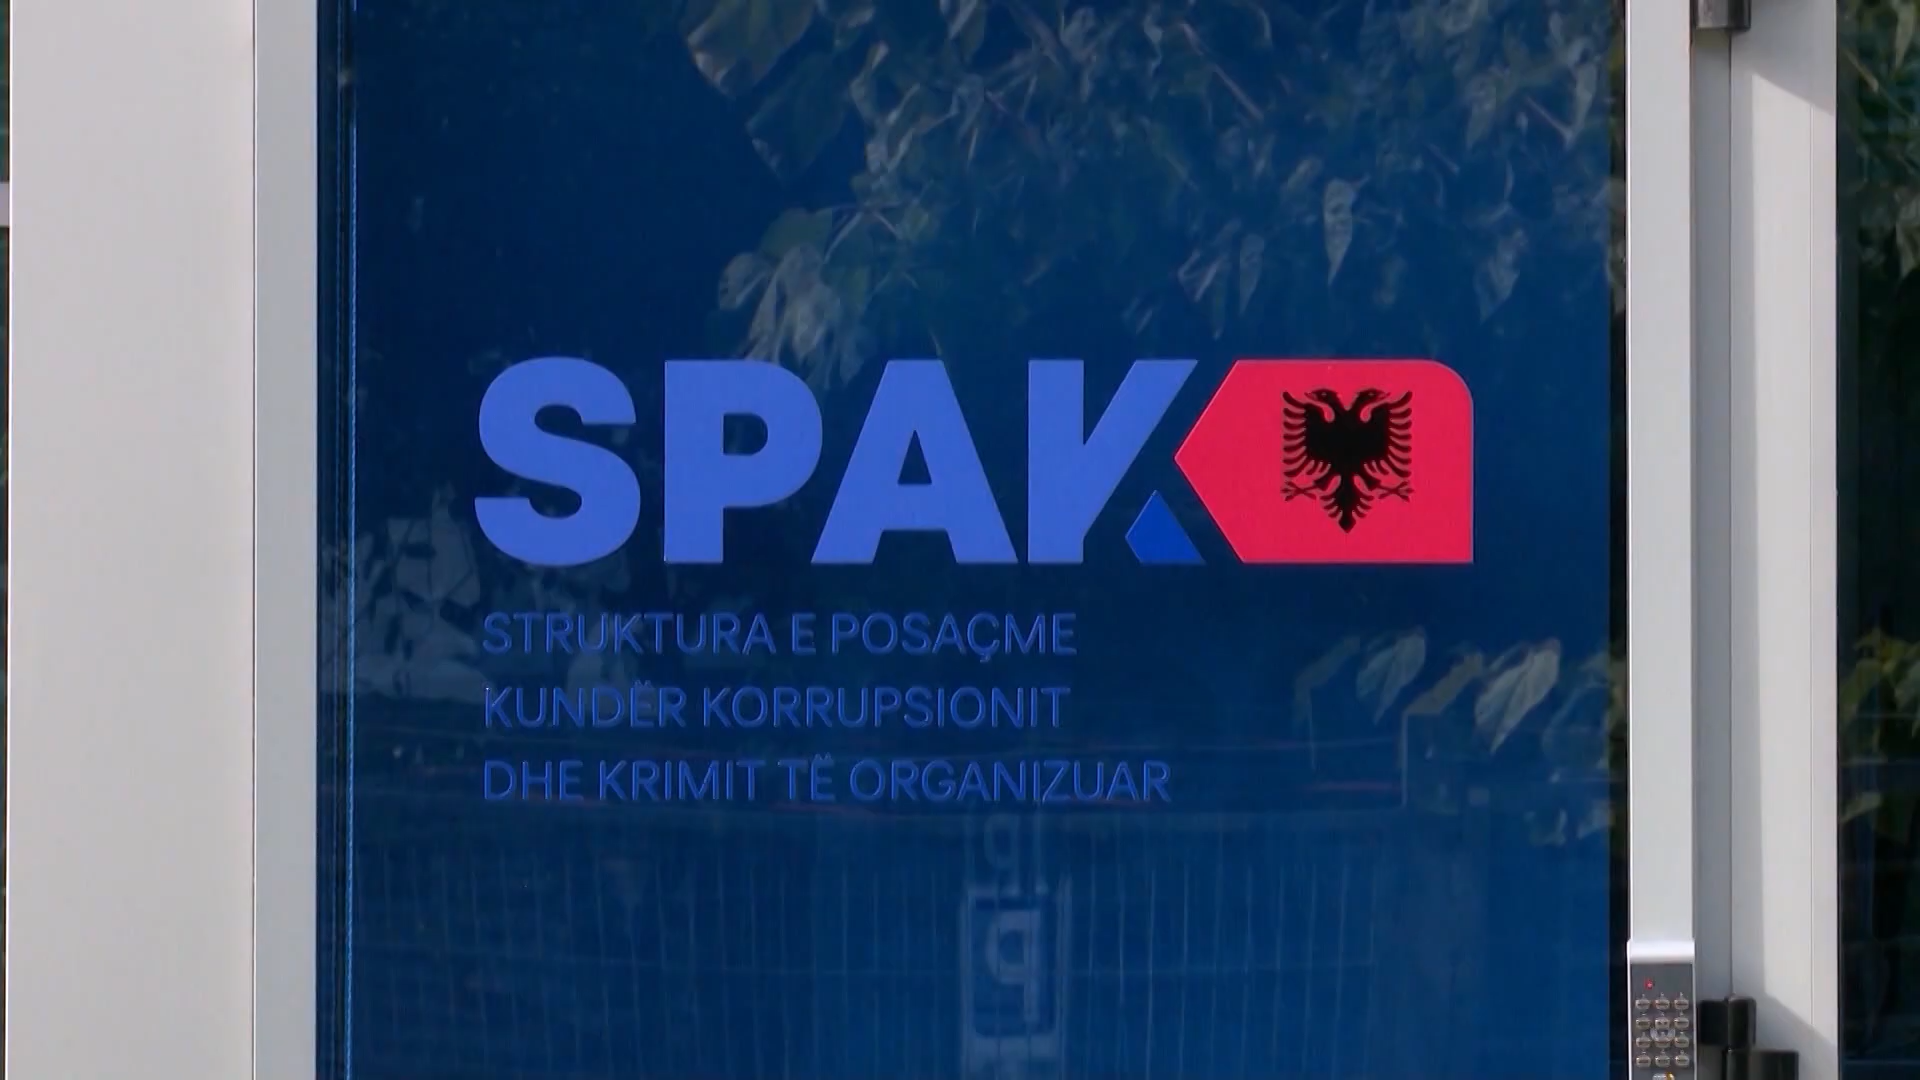 SPAK
STRUKTURA E POSAÇME
KUNDËR KORRUPSIONIT
DHE KRIMIT TË ORGANIZUAR